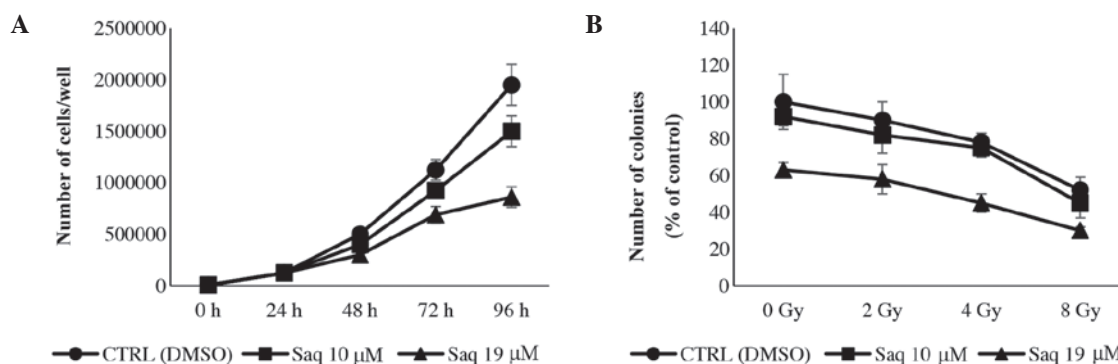 A
Number of cells/well
2500000
2000000
1500000
1000000
500000
0
0 h 24 h 48 h 72 h 96 h
CTRL (DMSO) Saq 10 μM Saq 19 μM
B
Number of colonies
(% of control)
140
120
100
80
60
40
20
0
0 Gy 2 Gy 4 Gy 8 Gy
CTRL (DMSO) Saq 10 μM Saq 19 μM